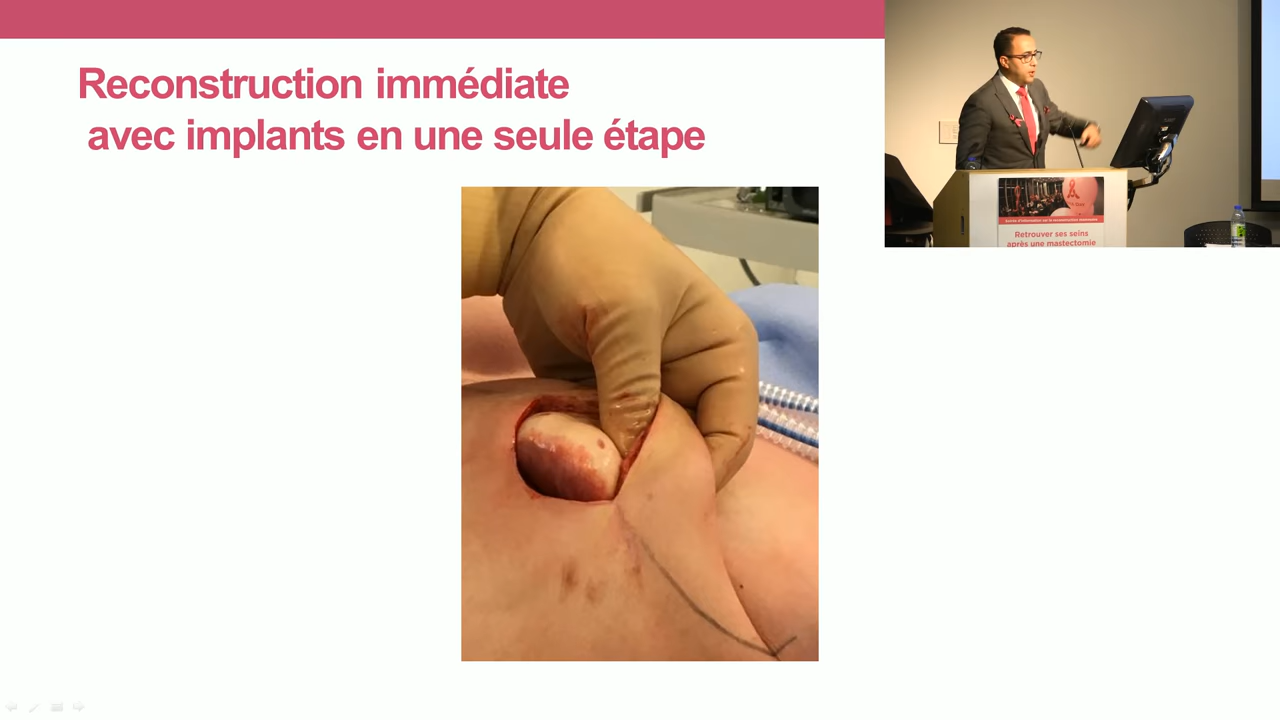 Reconstruction immédiate
avec implants en une seule étape
Retrouver ses seins
après une mastectomie